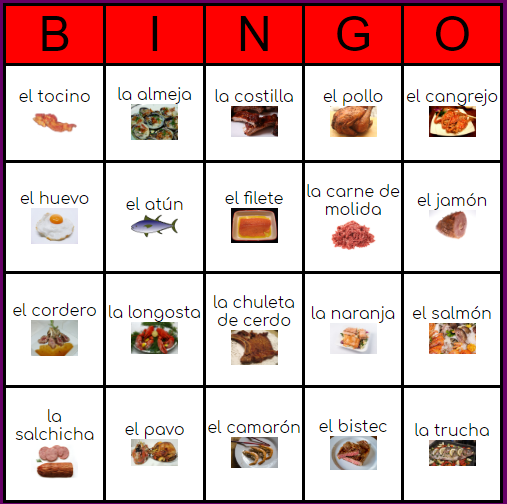 B I N G O
el tocino
la almeja
la costilla
el pollo
el cangrejo
el huevo
el atún
el filete
la carne de
molida
el jamón
el cordero
la longosta
la chuleta
de cerdo
la naranja
el salmón
la
salchicha
el pavo
el camarón
el bistec
la trucha